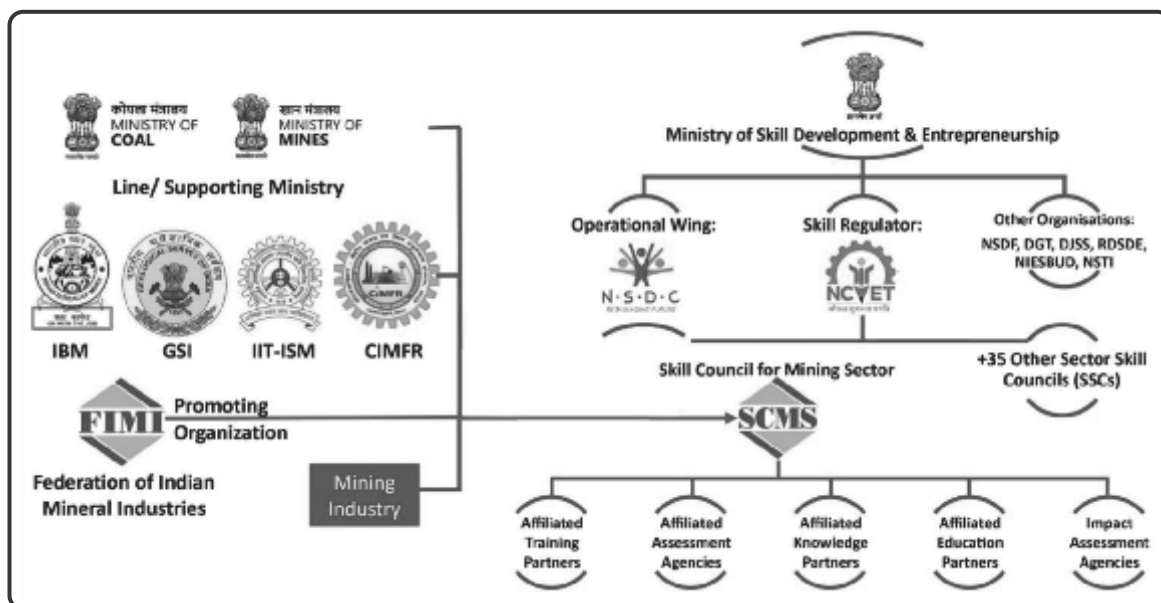 कोयला मंत्रालय
MINISTRY OF
COAL
खान मंत्रालय
MINISTRY OF
MINES
Line/ Supporting Ministry
IBM
GSI
IIT-ISM
CIMFR
CIMFR
FIMI
Promoting
Organization
Federation of Indian
Mineral Industries
Mining
Industry
Ministry of Skill Development & Entrepreneurship
Operational Wing:
N·S·D·C
Skill Regulator:
NCVET
Other Organisations:
NSDF, DGT, DJSS, RDSDE,
NIESBUD, NSTI
Skill Council for Mining Sector
SCMS
+35 Other Sector Skill
Councils (SSCs)
Affiliated
Training
Partners
Affiliated
Assessment
Agencies
Affiliated
Knowledge
Partners
Affiliated
Education
Partners
Impact
Assessment
Agencies